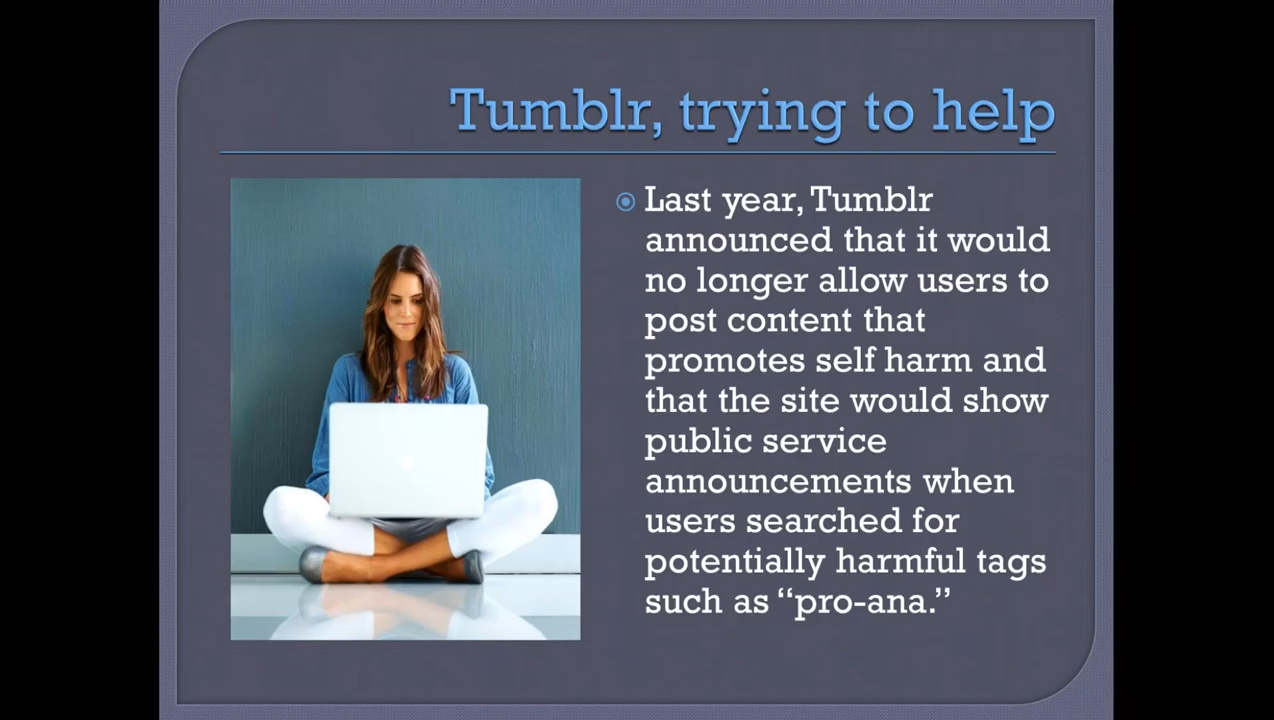 Tumblr, trying to help
Last year, Tumblr
announced that it would
no longer allow users to
post content that
promotes self harm and
that the site would show
public service
announcements when
users searched for
potentially harmful tags
such as “pro-ana.”